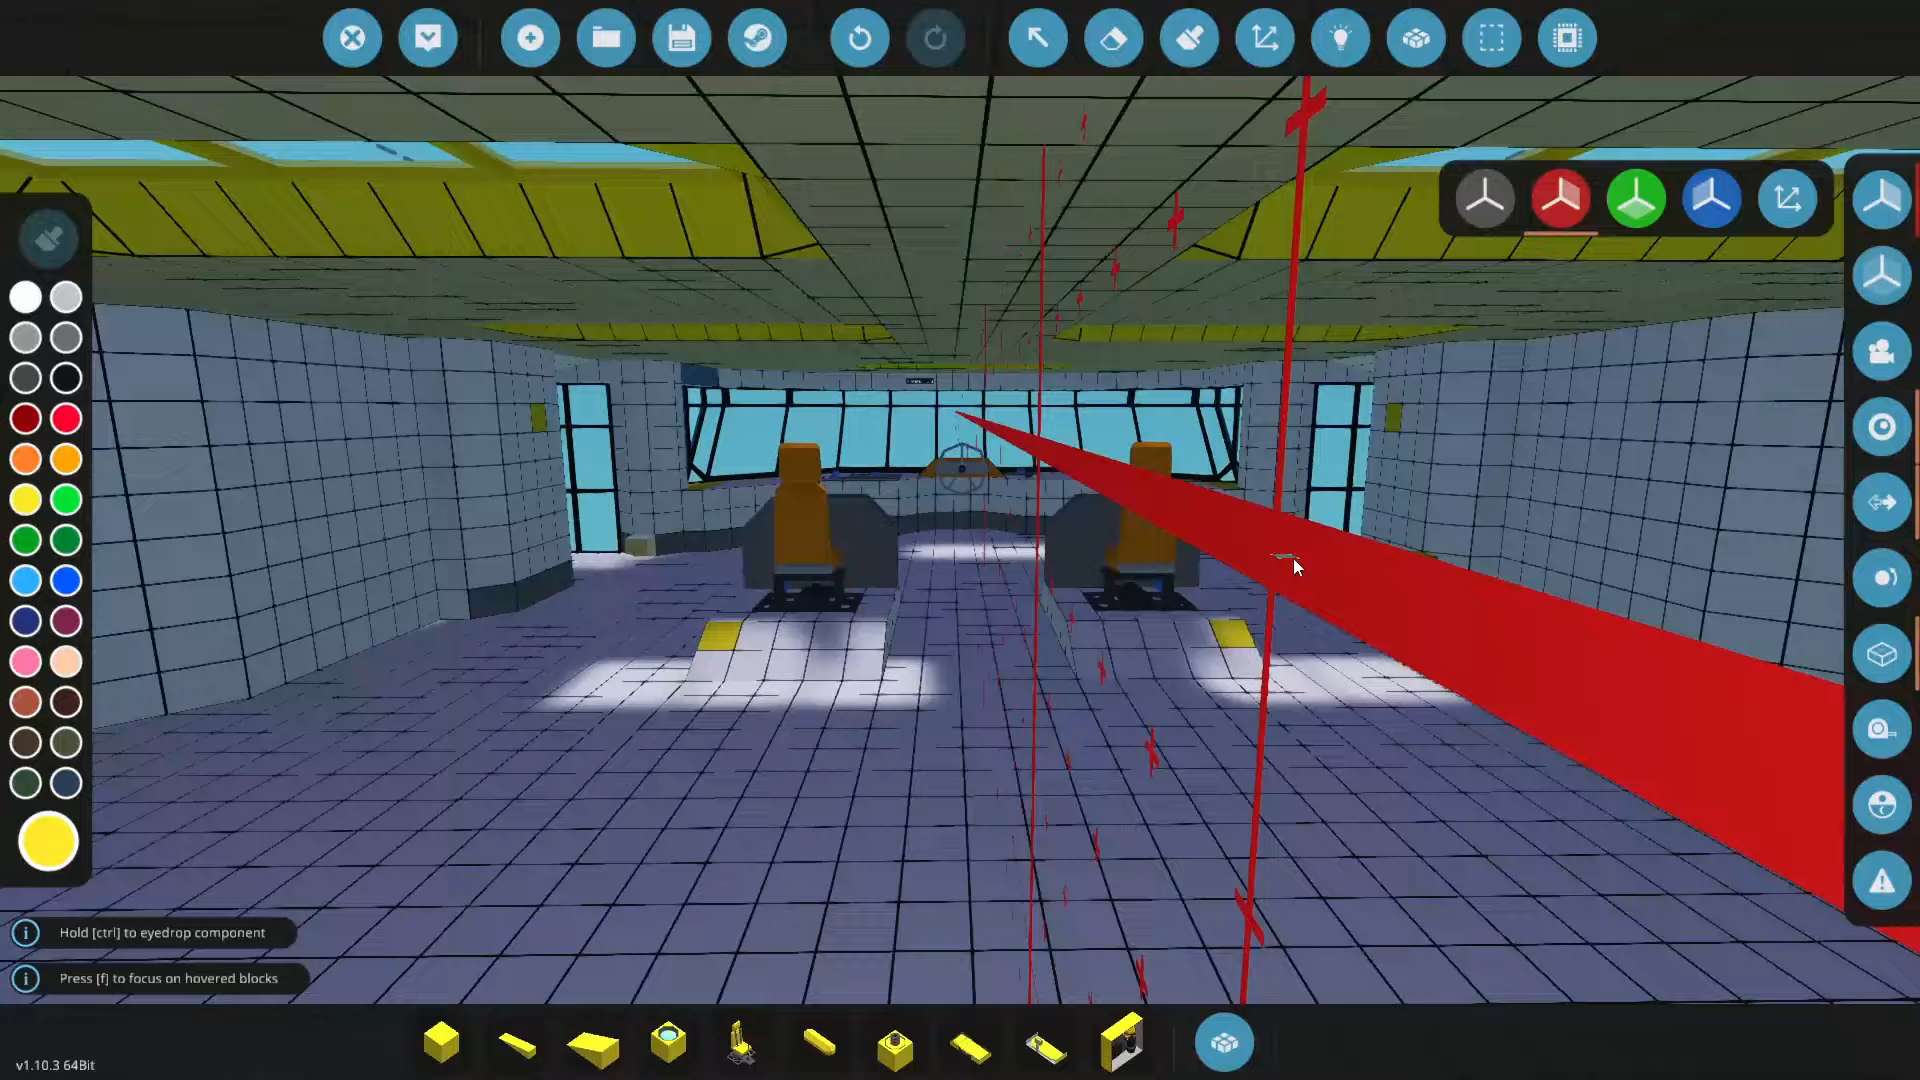 Hold [ctrl] to eyedrop component
Press [f] to focus on hovered blocks
v1.10.3 64Bit